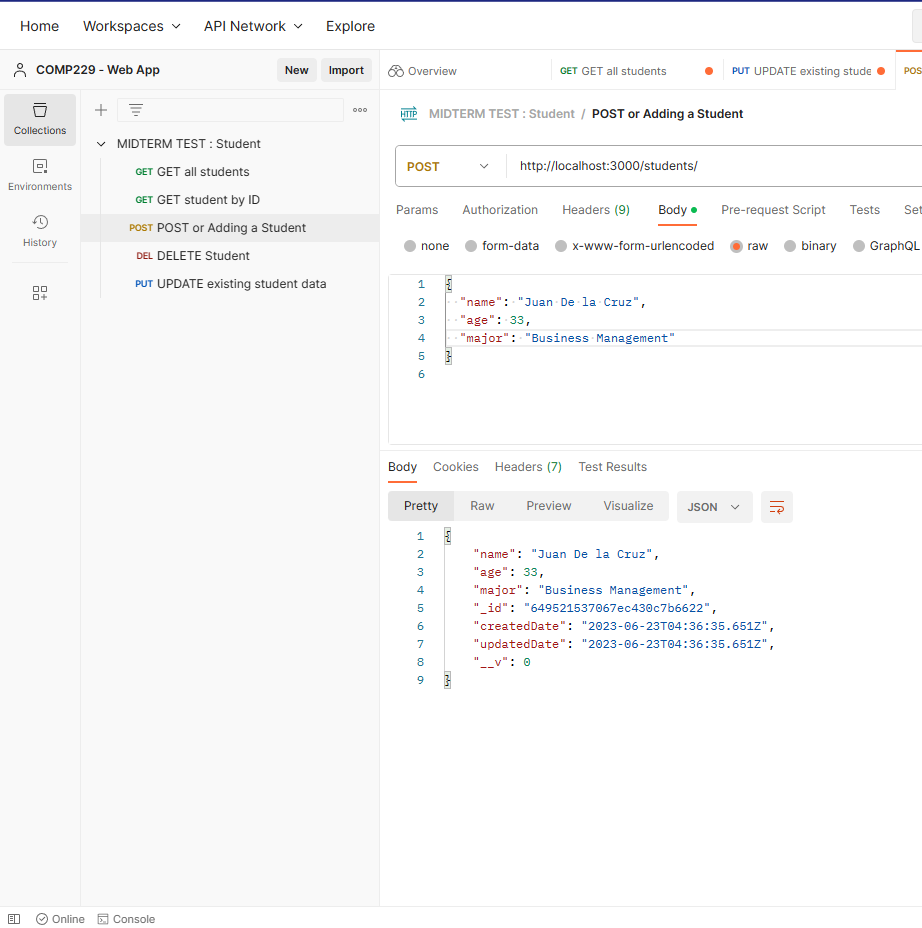 Home Workspaces API Network Explore
COMP229 - Web App New Import
Overview GET GET all students PUT UPDATE existing stude POS
Collections
Environments
History
MIDTERM TEST : Student
GET GET all students
GET GET student by ID
POST POST or Adding a Student
DEL DELETE Student
PUT UPDATE existing student data
HTTP MIDTERM TEST : Student / POST or Adding a Student
POST http://localhost:3000/students/
Params Authorization Headers (9) Body Pre-request Script Tests Set
none form-data x-www-form-urlencoded raw binary GraphQL
1 {
2 "name": "Juan De la Cruz",
3 "age": 33,
4 "major": "Business Management"
5 }
6
Body Cookies Headers (7) Test Results
Pretty Raw Preview Visualize JSON
1 {
2 "name": "Juan De la Cruz",
3 "age": 33,
4 "major": "Business Management",
5 "_id": "649521537067ec430c7b6622",
6 "createdDate": "2023-06-23T04:36:35.651Z",
7 "updatedDate": "2023-06-23T04:36:35.651Z",
8 "__v": 0
9 }
Online Console